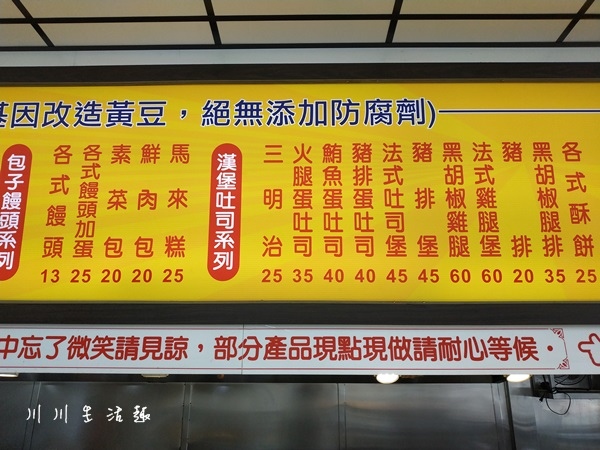 基因改造黃豆，絕無添加防腐劑)
包子饅頭系列
各式饅頭 13
各式饅頭加蛋 25
素菜包 20
鮮肉包 20
馬來糕 25
漢堡吐司系列
三明治 25
火腿蛋吐司 35
鮪魚蛋吐司 40
豬排蛋吐司 40
法式吐司 45
豬排堡 45
黑胡椒雞腿 60
法式雞腿堡 60
豬排 20
黑胡椒豬排 35
各式酥餅 25
中忘了微笑請見諒，部分產品現點現做請耐心等候。
川川生活趣